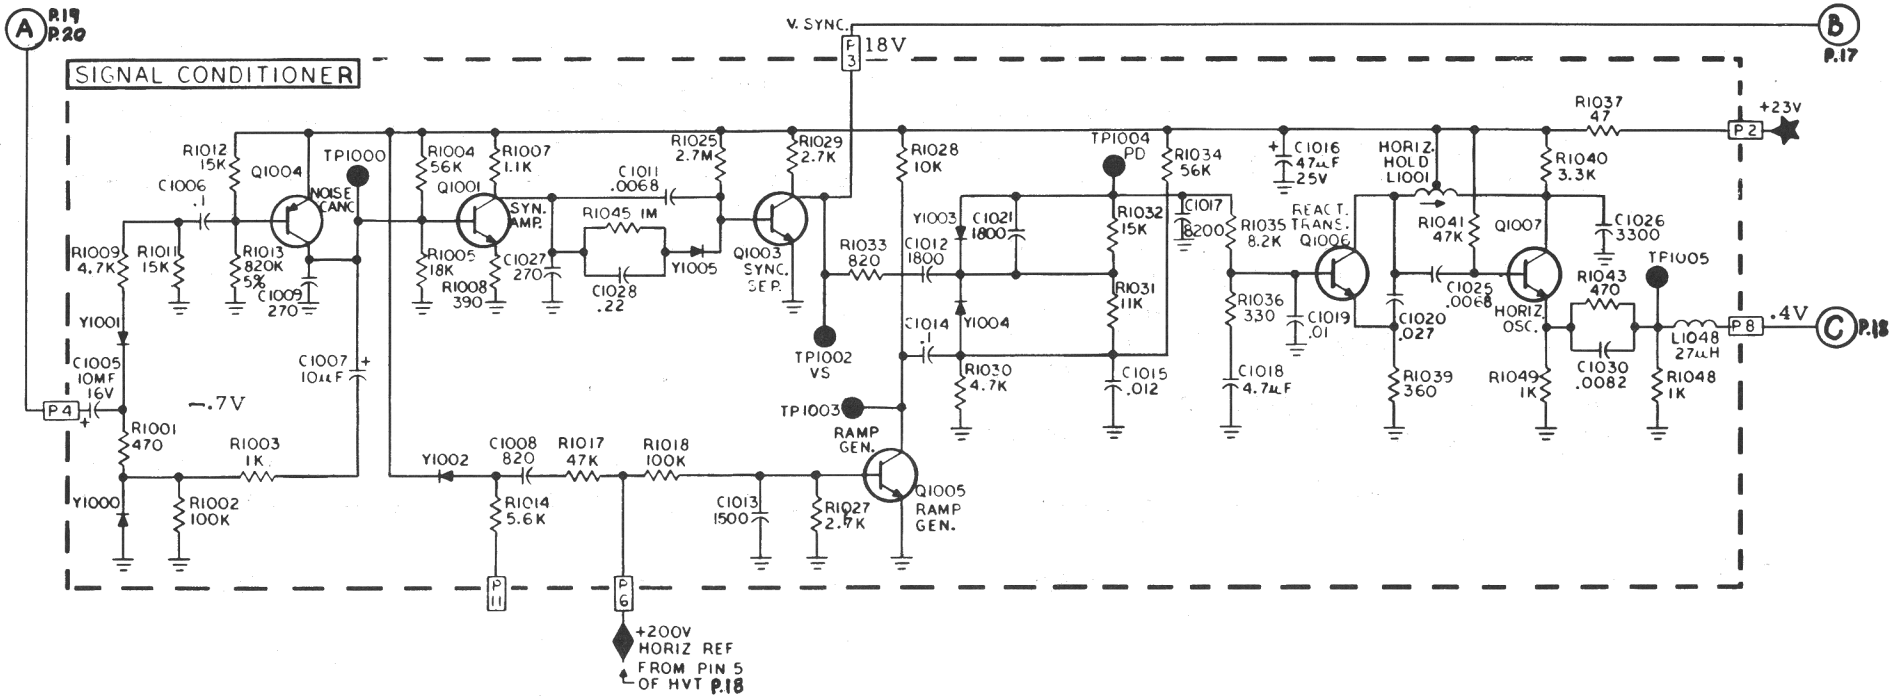 A P.19
P.20
V. SYNC.
P
3
18V
B
P.17
SIGNAL CONDITIONER
+23V
P 2
R1037
47
R1012
15K
Q1004
NOISE
CANC
TP1000
R1004
56K
R1007
1.1K
Q1001
SYN.
AMP.
C1011
.0068
R1025
2.7M
R1029
2.7K
R1028
10K
TP1004
PD
R1034
56K
C1016
+
47µF
25V
HORIZ.
HOLD
L1001
R1040
3.3K
C1006
.1
R1009
4.7K
R1011
15K
R1013
820K
5%
C1009
270
R1005
18K
R1008
390
C1027
270
R1045 1M
C1028
.22
Y1005
Q1003
SYNC.
SEP.
R1033
820
C1012
1800
Y1003
C1021
1800
R1032
15K
C1017
8200
R1035
8.2K
REACT.
TRANS.
Q1006
R1041
47K
Q1007
C1026
3300
Y1001
C1005
10MF
16V
P 4
+
-.7V
C1007
+
10µF
TP1002
VS
C1014
.1
Y1004
R1031
11K
R1036
330
C1019
.01
C1020
.027
C1025
.0068
HORIZ.
OSC.
R1043
470
TP1005
.4V
P 8
C P.18
L1048
27µH
R1030
4.7K
C1015
.012
C1018
4.7µF
R1039
360
R1049
1K
C1030
.0082
R1048
1K
R1001
470
R1003
1K
TP1003
RAMP
GEN.
Y1002
C1008
820
R1017
47K
R1018
100K
Y1000
R1002
100K
R1014
5.6K
C1013
1500
R1027
2.7K
Q1005
RAMP
GEN.
P
11
P
6
+200V
HORIZ REF
FROM PIN 5
OF HVT P.18